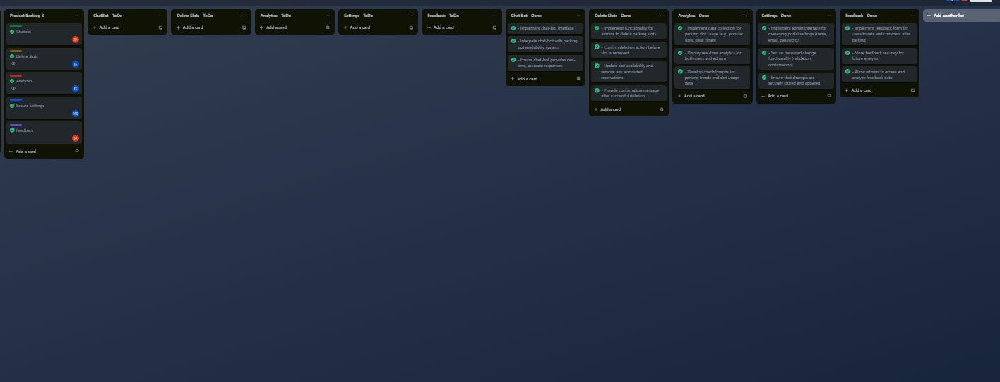 Product Backlog 3
Chatbot
SR
Delete Slots
ES
Analytics
ES
Secure Settings
MQ
Feedback
SR
+ Add a card
ChatBot - ToDo
+ Add a card
Delete Slots - ToDo
+ Add a card
Analytics - ToDo
+ Add a card
Settings - ToDo
+ Add a card
Feedback - ToDo
+ Add a card
Chat Bot - Done
- Implement chat-bot interface
- Integrate chat-bot with parking
slot availability system
- Ensure chat-bot provides real-
time, accurate responses
+ Add a card
Delete Slots - Done
- Implement functionality for
admins to delete parking slots
- Confirm deletion action before
slot is removed
- Update slot availability and
remove any associated
reservations
- Provide confirmation message
after successful deletion
+ Add a card
Analytics - Done
- Implement data collection for
parking slot usage (e.g., popular
slots, peak times)
- Display real-time analytics for
both users and admins
- Develop charts/graphs for
parking trends and slot usage
data
+ Add a card
Settings - Done
- Implement admin interface for
managing portal settings (name,
email, password)
- Secure password change
functionality (validation,
confirmation)
- Ensure that changes are
securely stored and updated
+ Add a card
Feedback - Done
- Implement feedback form for
users to rate and comment after
parking
- Store feedback securely for
future analysis
- Allow admins to access and
analyze feedback data
+ Add a card
+ Add another list